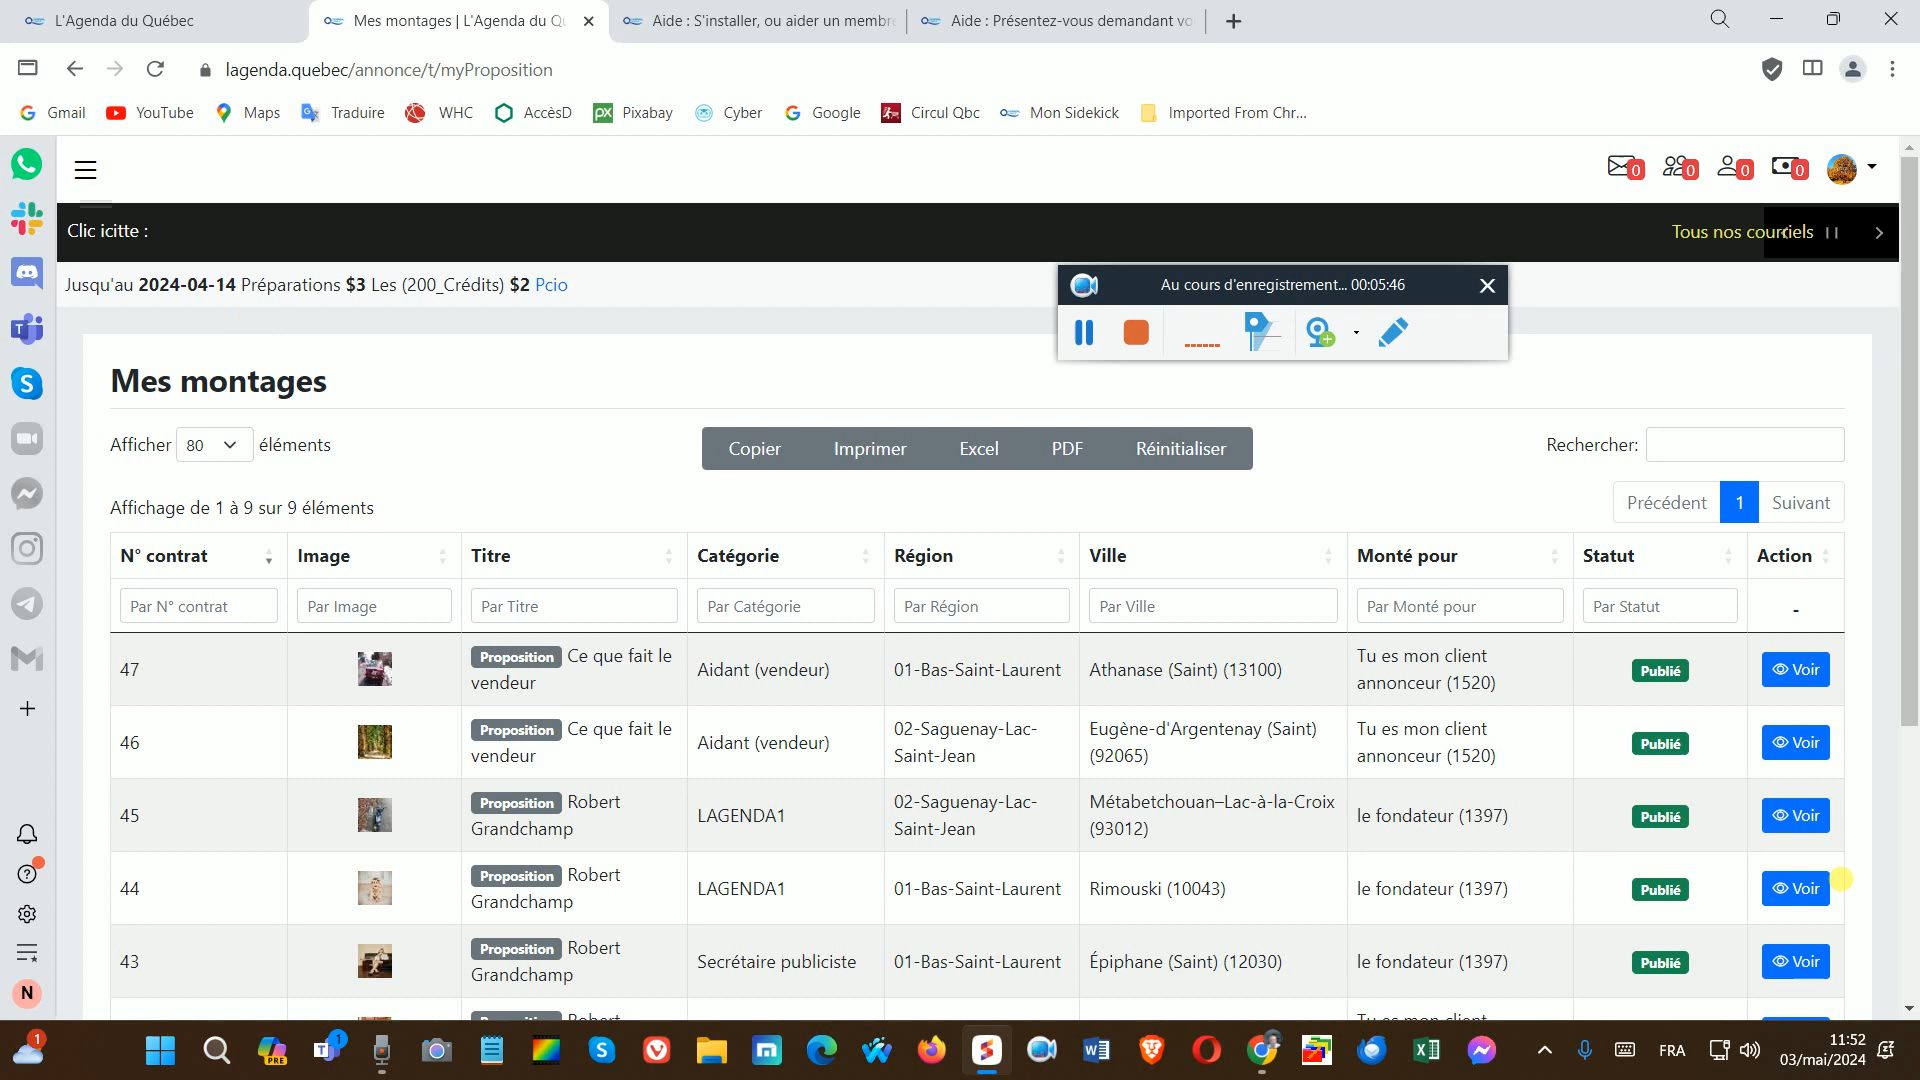 L'Agenda du Québec
Mes montages | L'Agenda du Qu
Aide : S'installer, ou aider un membre
Aide : Présentez-vous demandant vo
lagenda.quebec/annonce/t/myProposition
Gmail YouTube Maps Traduire WHC AccèsD Pixabay Cyber Google Circul Qbc Mon Sidekick Imported From Chr...
0 0 0 0
Clic icitte : Tous nos courriels
Jusqu'au 2024-04-14 Préparations $3 Les (200_Crédits) $2 Pcio
Au cours d'enregistrement... 00:05:46
Mes montages
Afficher 80 éléments Copier Imprimer Excel PDF Réinitialiser Rechercher:
Affichage de 1 à 9 sur 9 éléments Précédent 1 Suivant
N° contrat Image Titre Catégorie Région Ville Monté pour Statut Action
Par N° contrat Par Image Par Titre Par Catégorie Par Région Par Ville Par Monté pour Par Statut -
47 Proposition Ce que fait le vendeur Aidant (vendeur) 01-Bas-Saint-Laurent Athanase (Saint) (13100) Tu es mon client annonceur (1520) Publié Voir
46 Proposition Ce que fait le vendeur Aidant (vendeur) 02-Saguenay-Lac-Saint-Jean Eugène-d'Argentenay (Saint) (92065) Tu es mon client annonceur (1520) Publié Voir
45 Proposition Robert Grandchamp LAGENDA1 02-Saguenay-Lac-Saint-Jean Métabetchouan–Lac-à-la-Croix (93012) le fondateur (1397) Publié Voir
44 Proposition Robert Grandchamp LAGENDA1 01-Bas-Saint-Laurent Rimouski (10043) le fondateur (1397) Publié Voir
43 Proposition Robert Grandchamp Secrétaire publiciste 01-Bas-Saint-Laurent Épiphane (Saint) (12030) le fondateur (1397) Publié Voir
N
1 PRE 1 FRA 11:52
03/mai/2024